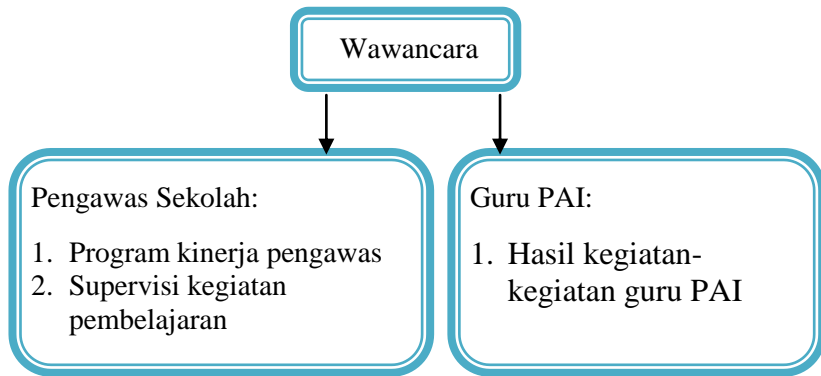 Wawancara
Pengawas Sekolah:
1. Program kinerja pengawas
2. Supervisi kegiatan
pembelajaran
Guru PAI:
1. Hasil kegiatan-
kegiatan guru PAI